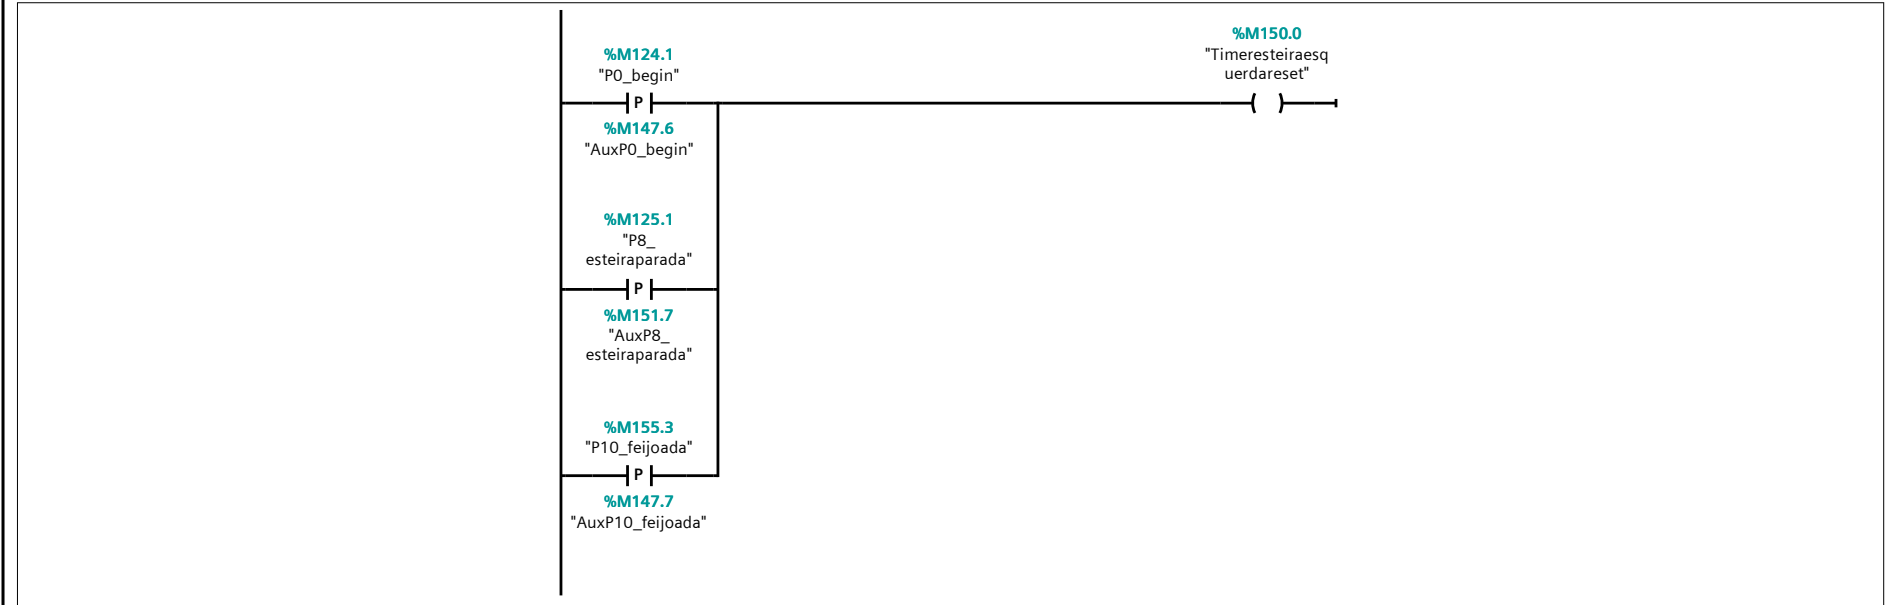 %M124.1
"P0_begin"
P
%M147.6
"AuxP0_begin"
%M150.0
"Timeresteiraesq
uerdareset"
%M125.1
"P8_
esteiraparada"
P
%M151.7
"AuxP8_
esteiraparada"
%M155.3
"P10_feijoada"
P
%M147.7
"AuxP10_feijoada"